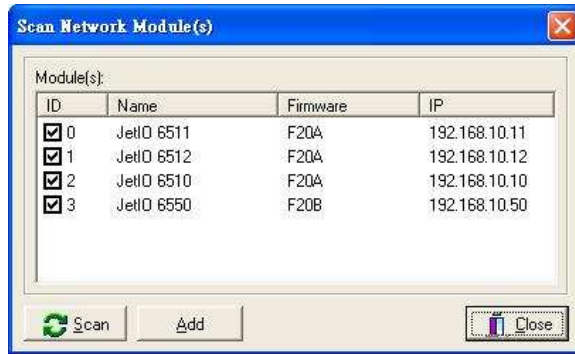 Scan Network Module(s)
Module(s):
ID Name Firmware IP
0 JetIO 6511 F20A 192.168.10.11
1 JetIO 6512 F20A 192.168.10.12
2 JetIO 6510 F20A 192.168.10.10
3 JetIO 6550 F20B 192.168.10.50
Scan Add Close